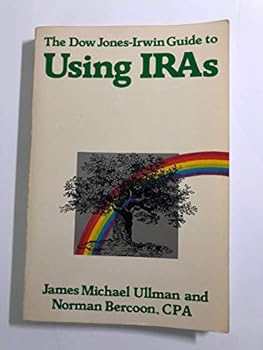 The Dow Jones-Irwin Guide to
Using IRAs
James Michael Ullman and
Norman Bercoon, CPA